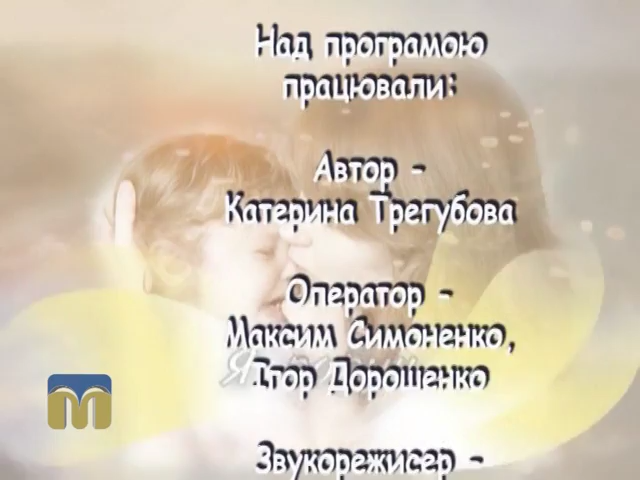 Над програмою
працювали:
Автор -
Катерина Трегубова
Оператор -
Максим Симоненко,
Ігор Дорошенко
Звукорежисер -